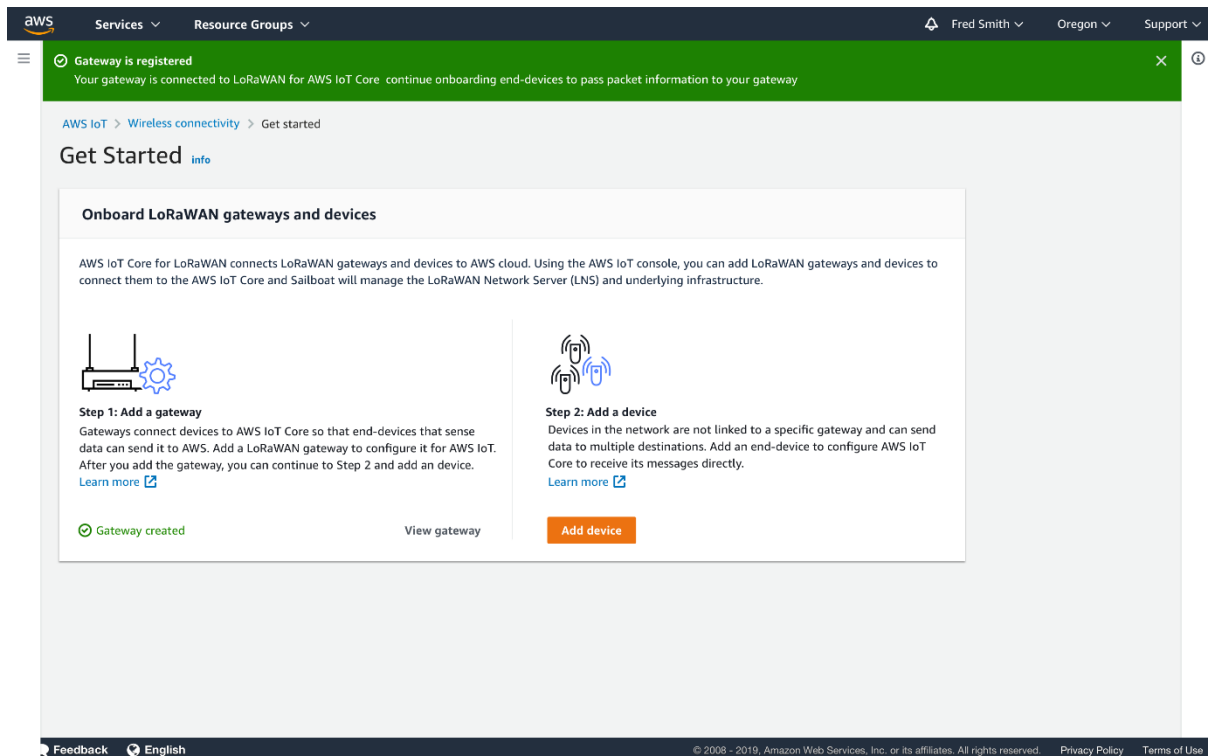 aws Services Resource Groups Fred Smith Oregon Support
Gateway is registered
Your gateway is connected to LoRaWAN for AWS IoT Core continue onboarding end-devices to pass packet information to your gateway
AWS IoT > Wireless connectivity > Get started
Get Started info
Onboard LoRaWAN gateways and devices
AWS IoT Core for LoRaWAN connects LoRaWAN gateways and devices to AWS cloud. Using the AWS IoT console, you can add LoRaWAN gateways and devices to
connect them to the AWS IoT Core and Sailboat will manage the LoRaWAN Network Server (LNS) and underlying infrastructure.
Step 1: Add a gateway
Gateways connect devices to AWS IoT Core so that end-devices that sense
data can send it to AWS. Add a LoRaWAN gateway to configure it for AWS IoT.
After you add the gateway, you can continue to Step 2 and add an device.
Learn more
Gateway created
View gateway
Step 2: Add a device
Devices in the network are not linked to a specific gateway and can send
data to multiple destinations. Add an end-device to configure AWS IoT
Core to receive its messages directly.
Learn more
Add device
Feedback English © 2008 - 2019, Amazon Web Services, Inc. or its affiliates. All rights reserved. Privacy Policy Terms of Use